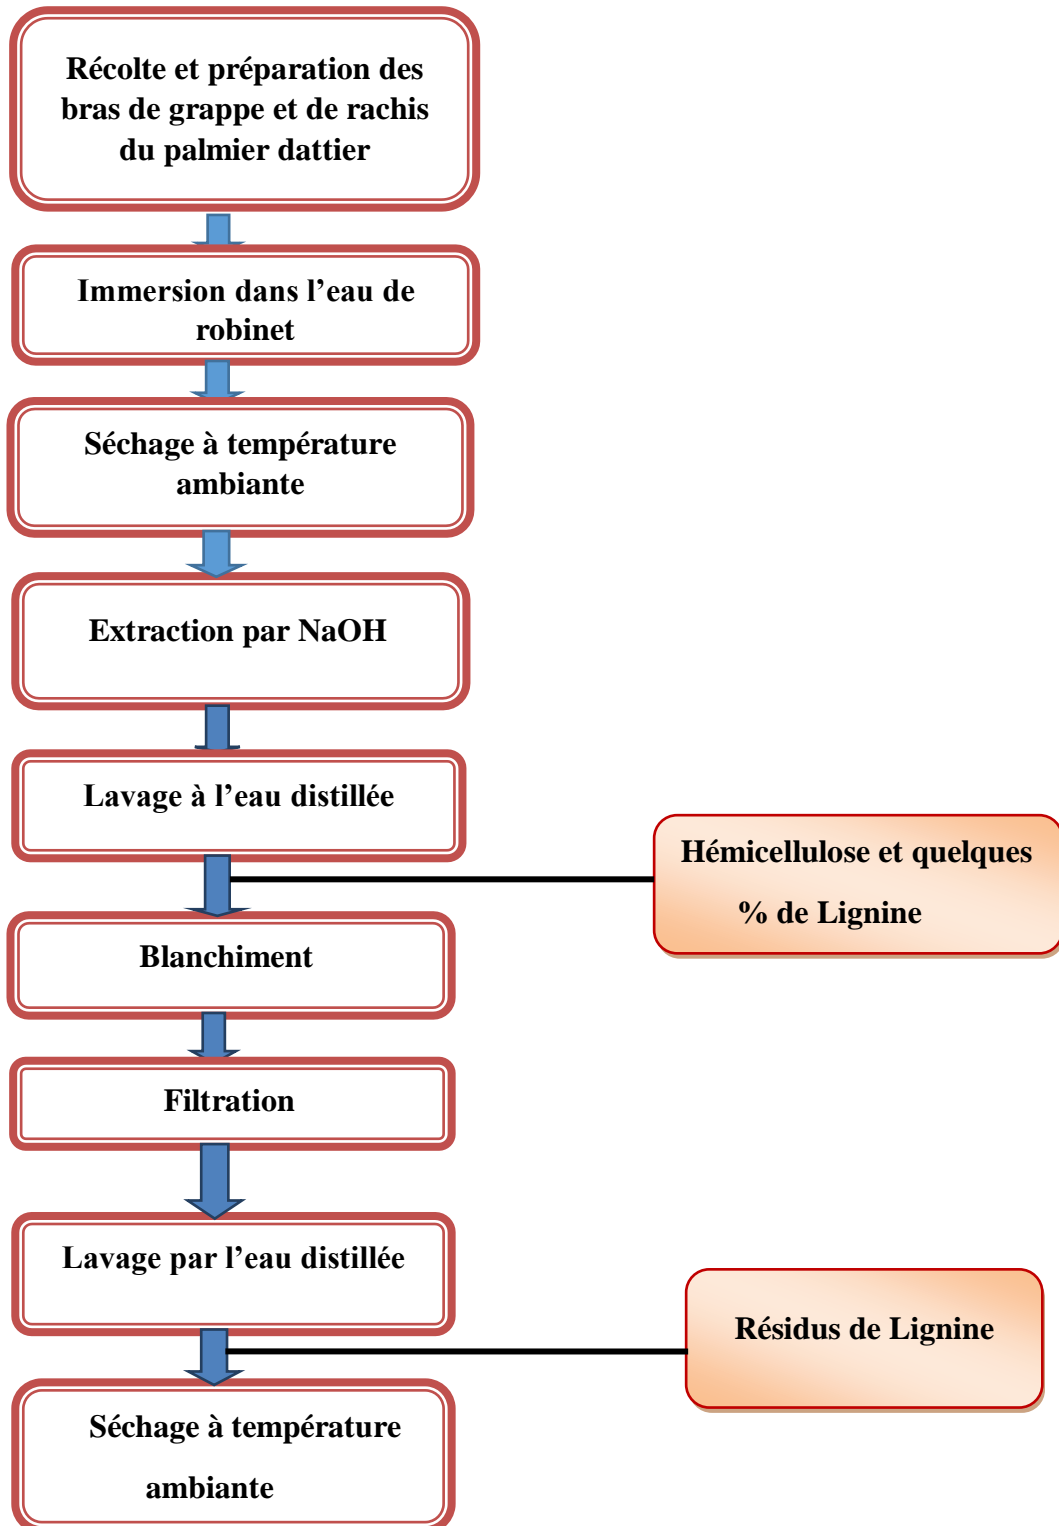 Récolte et préparation des
bras de grappe et de rachis
du palmier dattier
Immersion dans l’eau de
robinet
Séchage à température
ambiante
Extraction par NaOH
Lavage à l’eau distillée
Hémicellulose et quelques
% de Lignine
Blanchiment
Filtration
Lavage par l’eau distillée
Résidus de Lignine
Séchage à température
ambiante